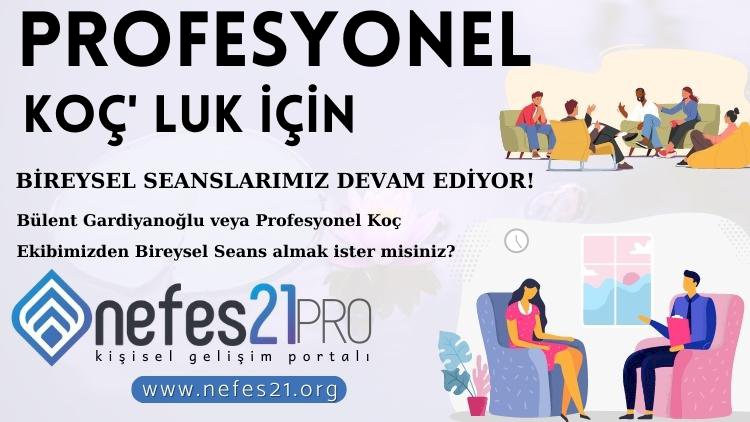 PROFESYONEL
KOÇ' LUK İÇİN
BİREYSEL SEANSLARIMIZ DEVAM EDİYOR!
Bülent Gardiyanoğlu veya Profesyonel Koç
Ekibimizden Bireysel Seans almak ister misiniz?
nefes21PRO
kişisel gelişim portalı
www.nefes21.org